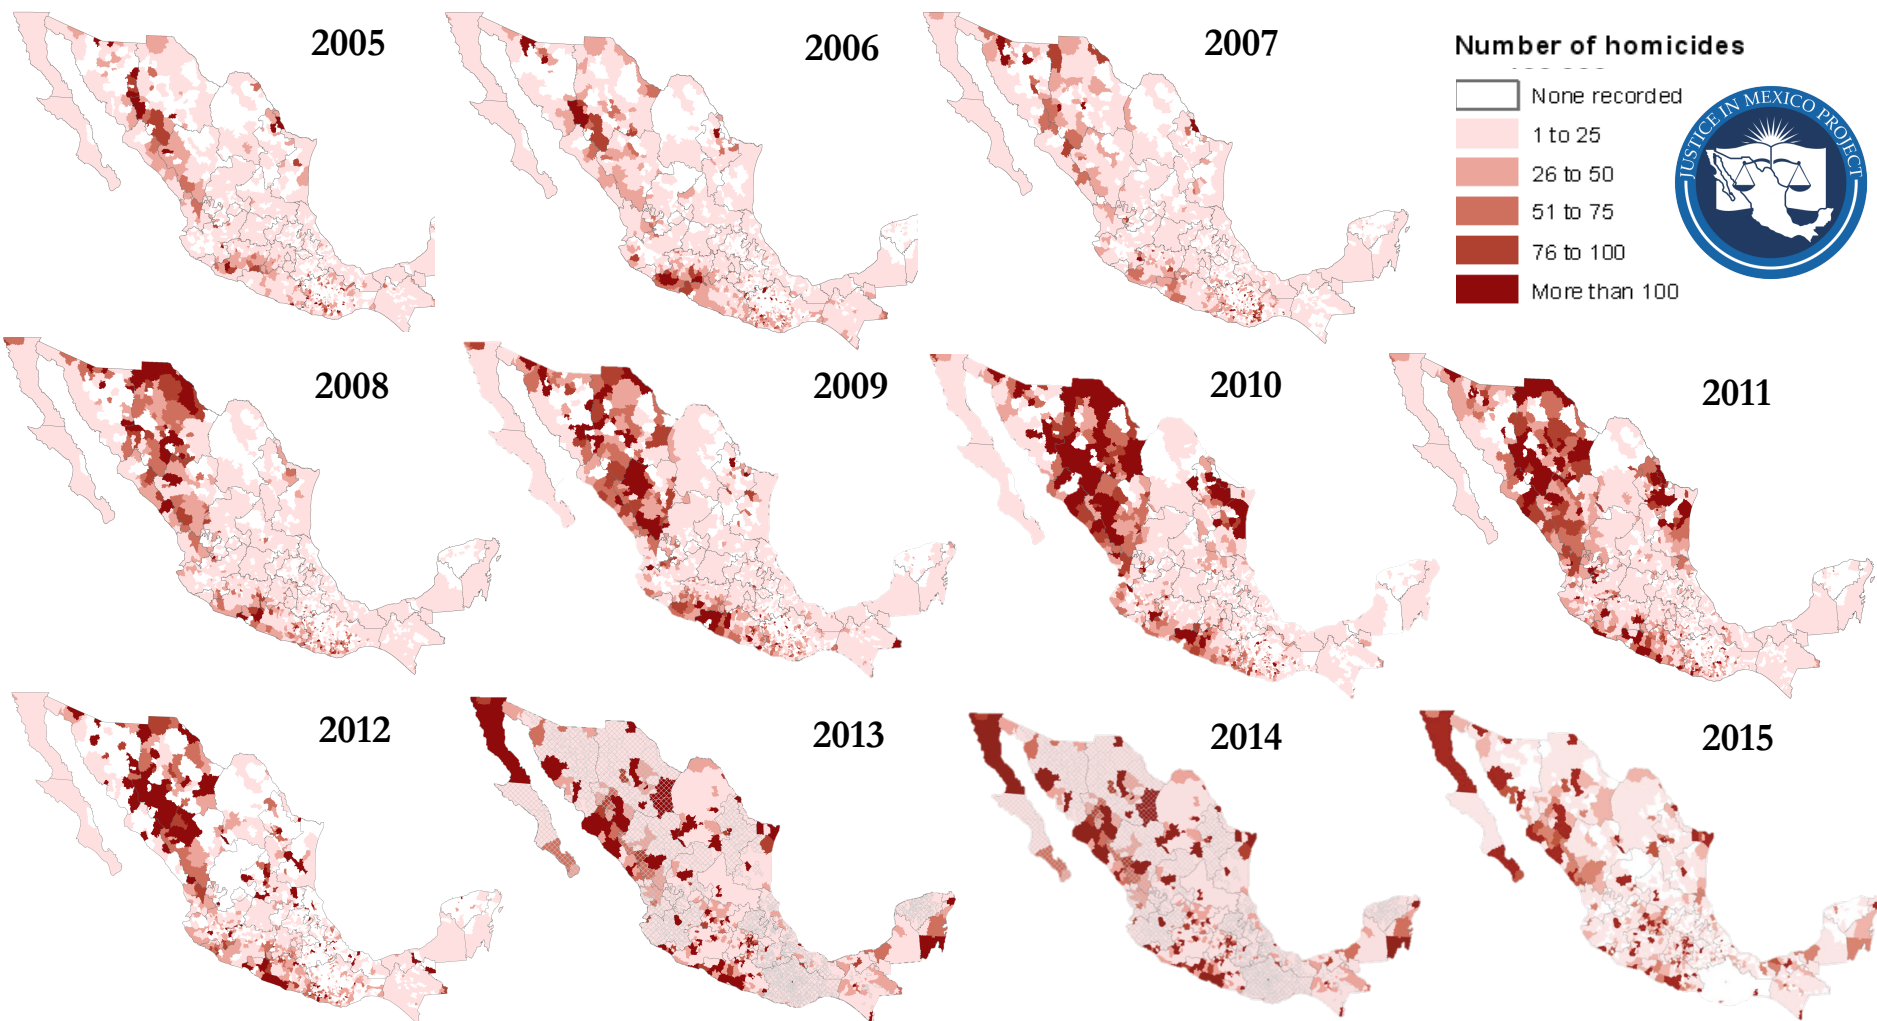 2005
2006
2007
Number of homicides
None recorded
1 to 25
26 to 50
51 to 75
76 to 100
More than 100
JUSTICE IN MEXICO PROJECT
2008
2009
2010
2011
2012
2013
2014
2015